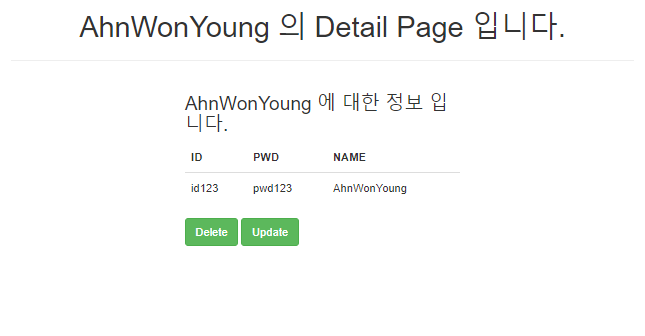 AhnWonYoung 의 Detail Page 입니다.
AhnWonYoung 에 대한 정보 입
니다.
ID PWD NAME
id123 pwd123 AhnWonYoung
Delete Update